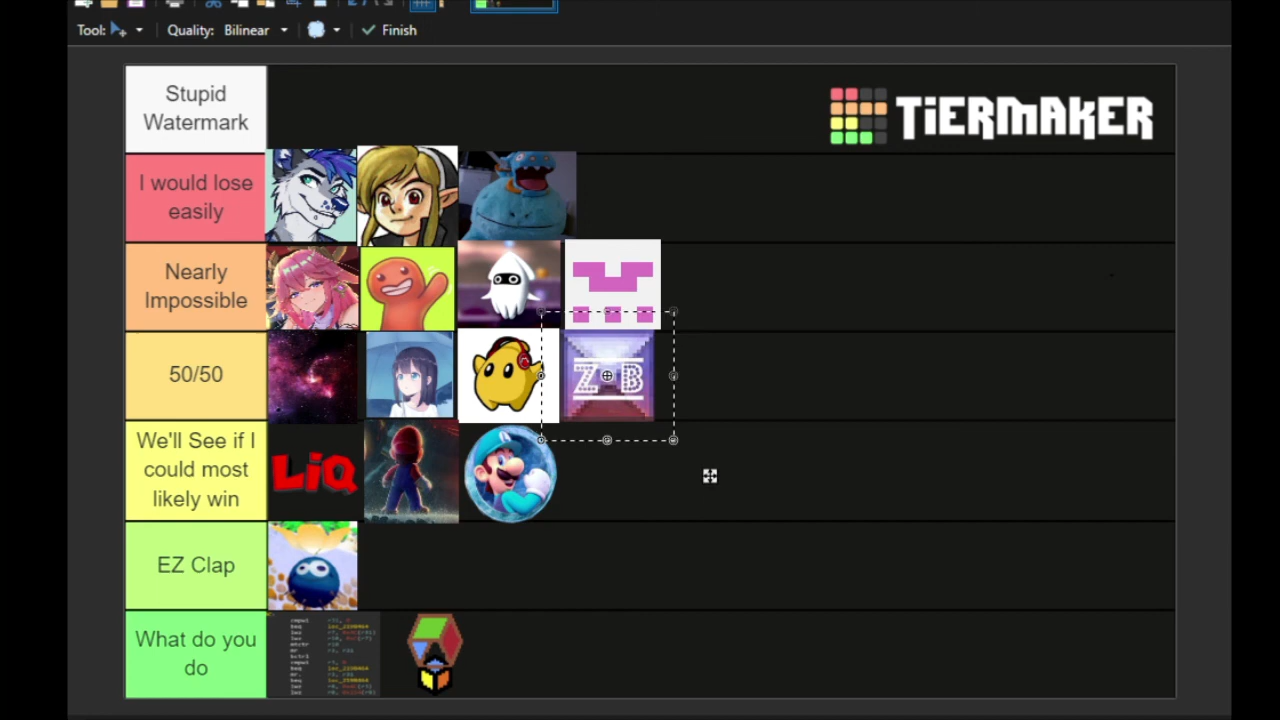 Tool:
Quality: Bilinear
Finish
Stupid
Watermark
TiERMAKER
I would lose
easily
Nearly
Impossible
50/50
Z B
We'll See if I
could most
likely win
LiQ
EZ Clap
What do you
do